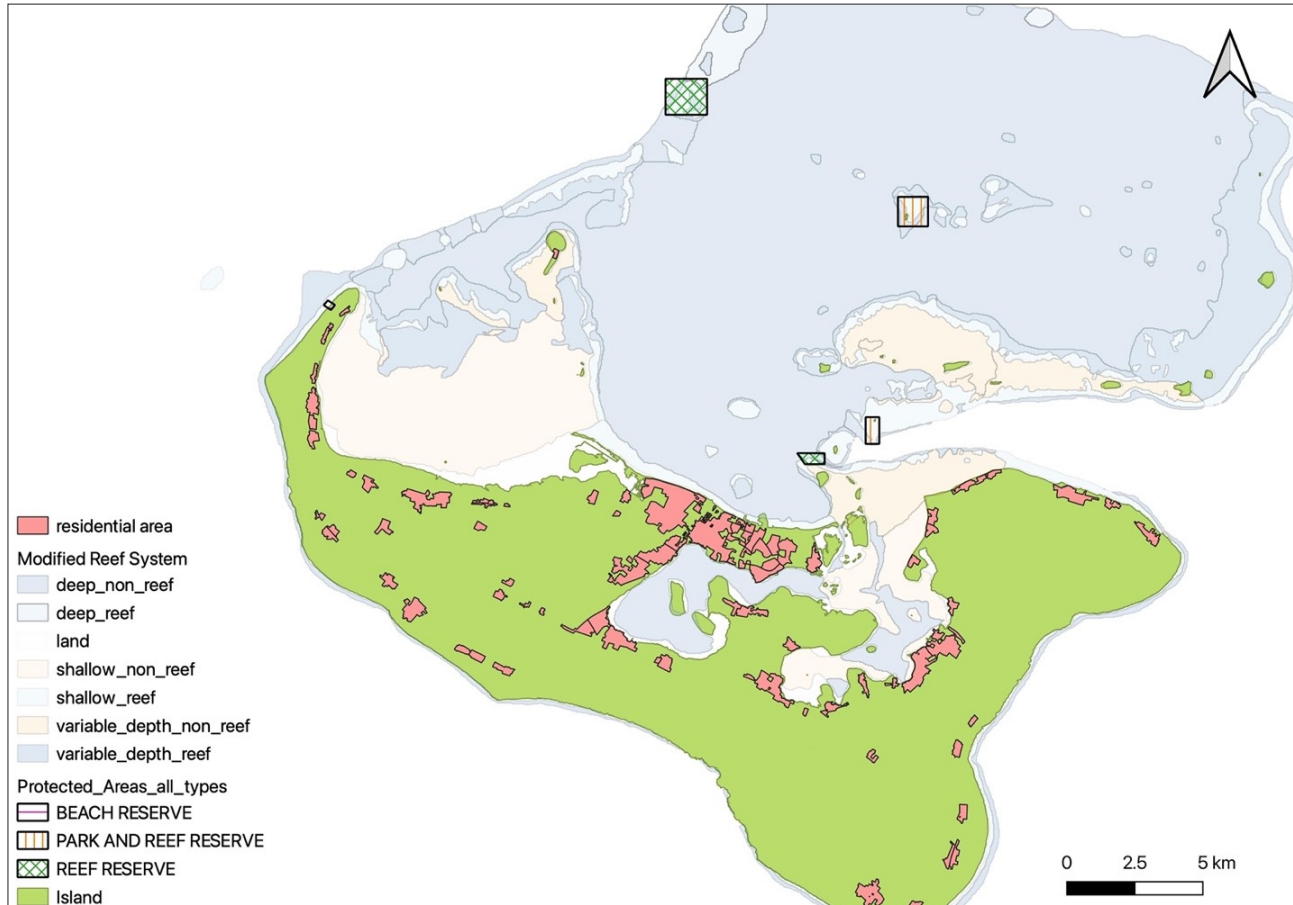 residential area
Modified Reef System
deep_non_reef
deep_reef
land
shallow_non_reef
shallow_reef
variable_depth_non_reef
variable_depth_reef
Protected_Areas_all_types
BEACH RESERVE
PARK AND REEF RESERVE
REEF RESERVE
Island
0 2.5 5 km